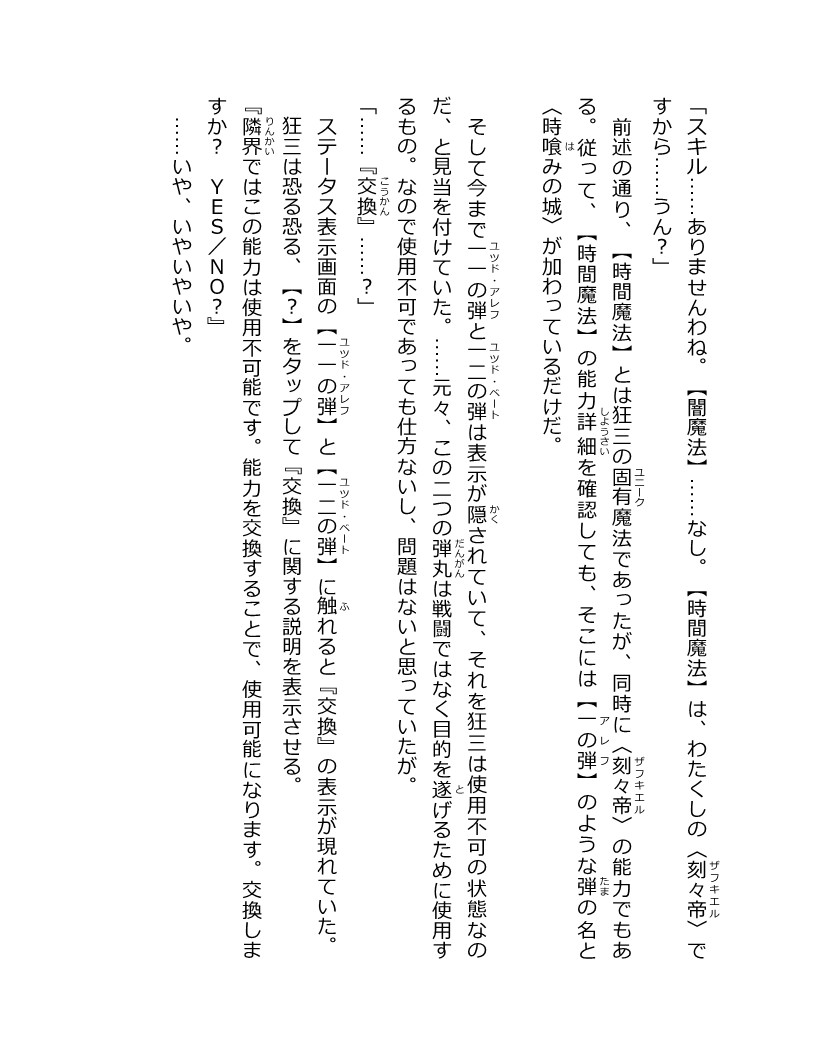 「スキル……ありませんわね。【闇魔法】……なし。【時間魔法】は、わたくしの〈刻々帝〉で
すから……うん？」
　前述の通り、【時間魔法】とは狂三の固有魔法であったが、同時に〈刻々帝〉の能力でもあ
る。従って、【時間魔法】の能力詳細を確認しても、そこには【一の弾】のような弾の名と
〈時喰みの城〉が加わっているだけだ。
　そして今まで一一の弾と一二の弾は表示が隠されていて、それを狂三は使用不可の状態なの
だ、と見当を付けていた。……元々、この二つの弾丸は戦闘ではなく目的を遂げるために使用す
るもの。なので使用不可であっても仕方ないし、問題はないと思っていたが。
「……『交換』……？」
　ステータス表示画面の【一一の弾】と【一二の弾】に触れると『交換』の表示が現れていた。
　狂三は恐る恐る、【？】をタップして『交換』に関する説明を表示させる。
『隣界ではこの能力は使用不可能です。能力を交換することで、使用可能になります。交換しま
すか？　ＹＥＳ／ＮＯ？』
　……いや、いやいやいや。